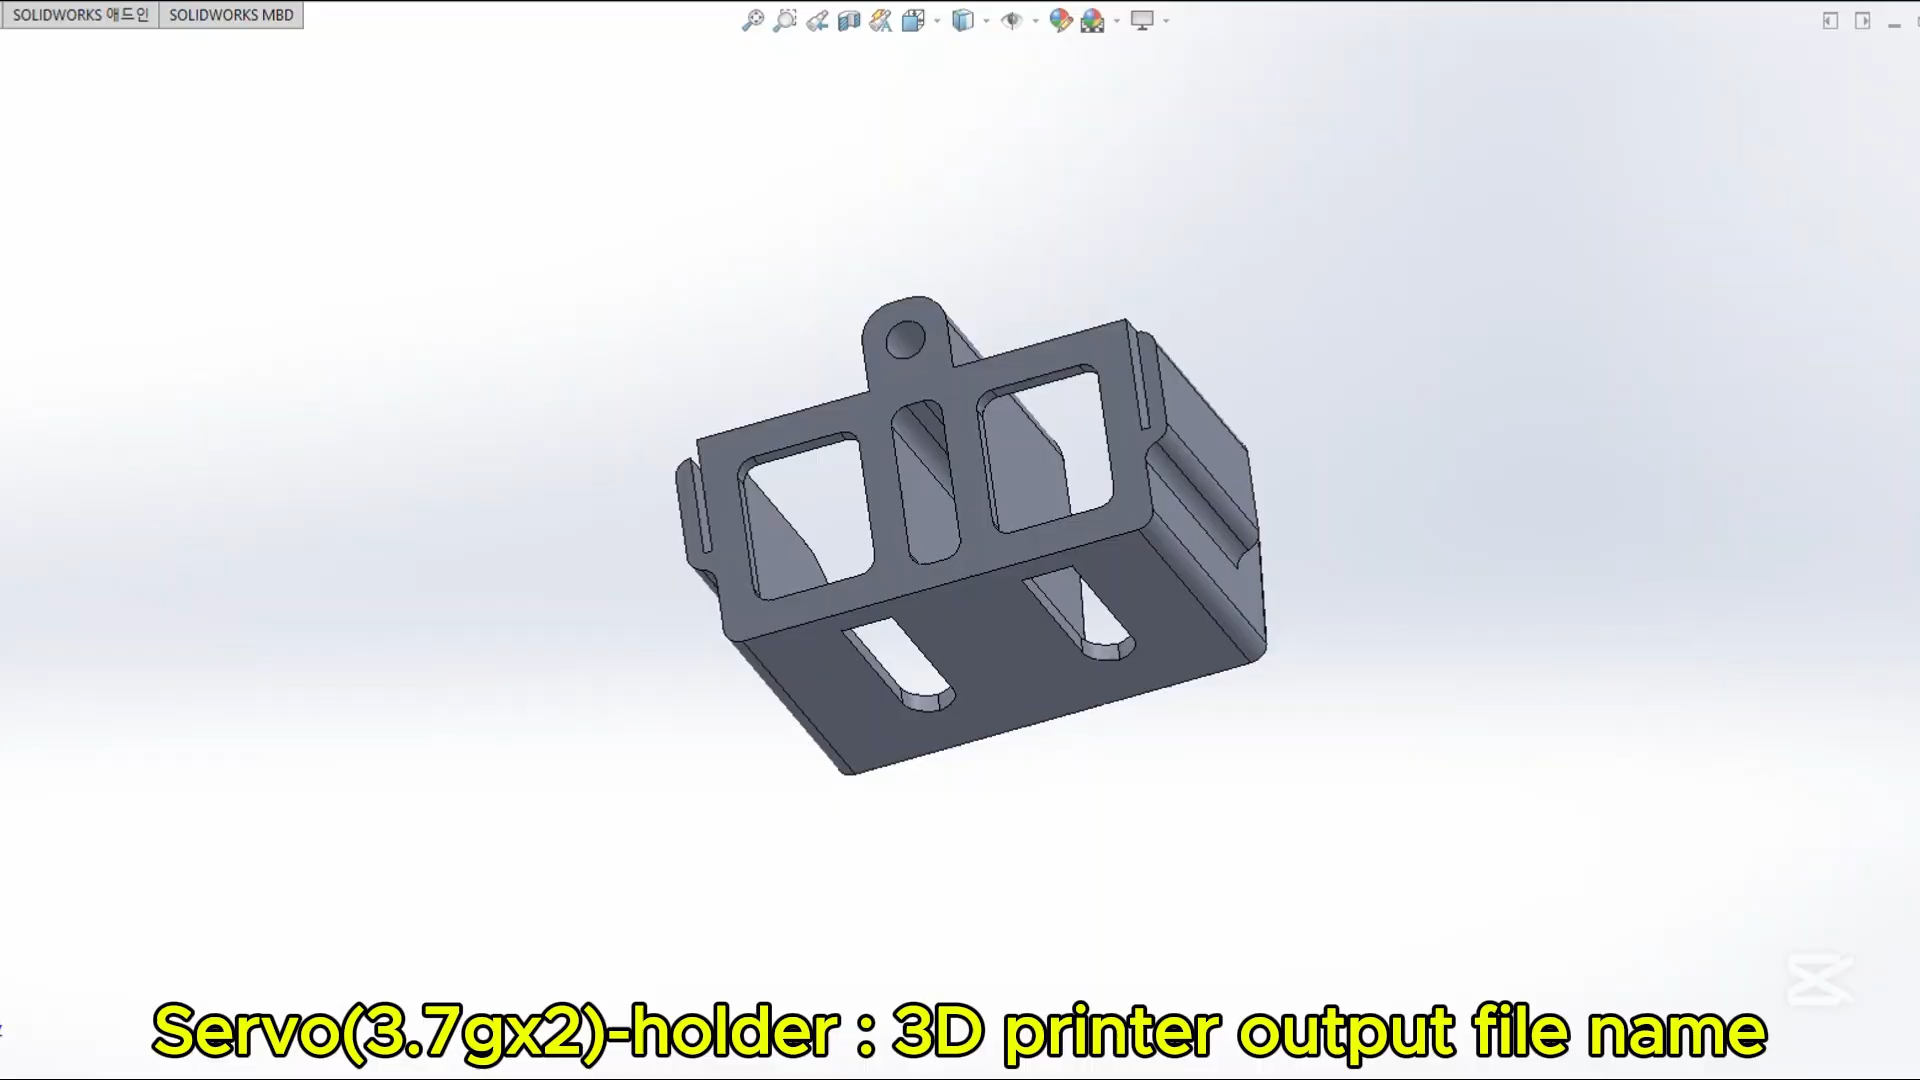 SOLIDWORKS 애드인
SOLIDWORKS MBD
Servo(3.7gx2)-holder : 3D printer output file name